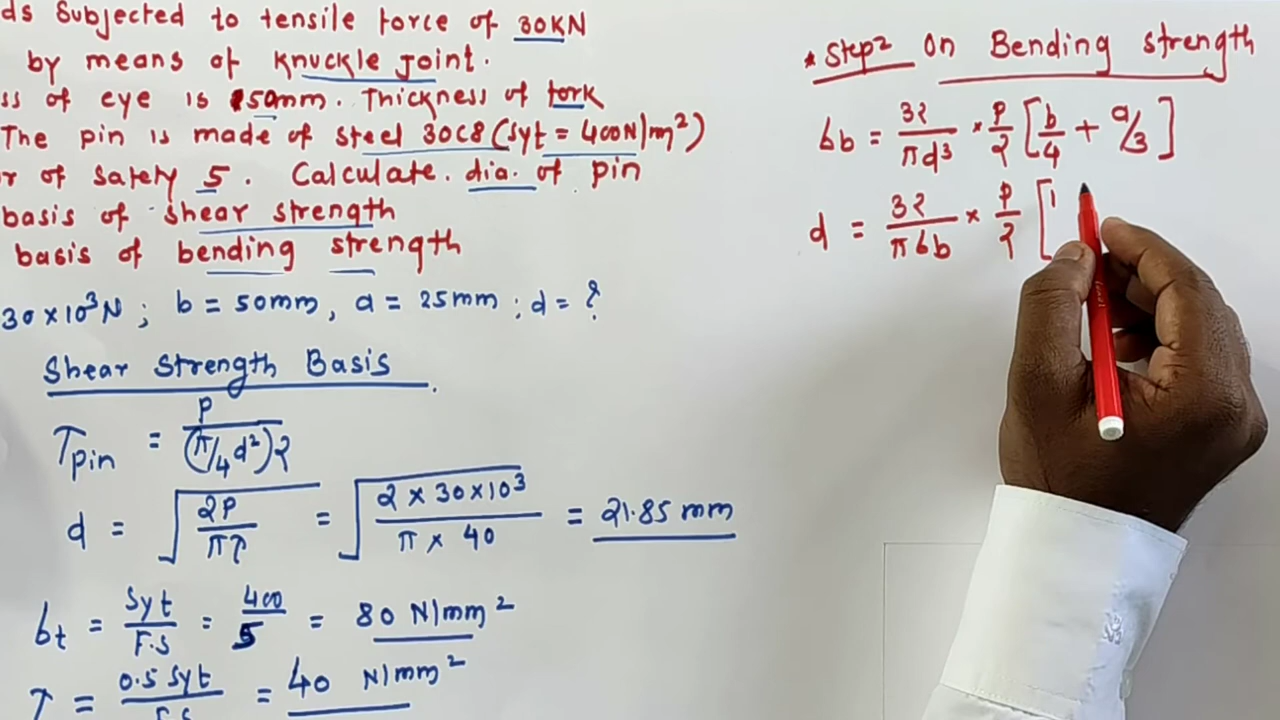 ds Subjected to tensile force of 30KN
by means of knuckle joint.
ss of eye is 50mm. Thickness of fork
The pin is made of steel 30C8 (Syt = 400N/m²)
r of Safety 5. Calculate. dia. of pin
basis of shear strength
basis of bending strength
30×10³N ; b = 50mm, a = 25mm ; d = ?
Shear Strength Basis
τpin = P/((π/4 d²)2)
d = √(2P/πτ) = √(2 × 30×10³/π × 40) = 21.85 mm
σt = Syt/F.S = 400/5 = 80 N/mm²
τ = 0.5 Syt/F.S = 40 N/mm²
* Step2 On Bending strength
σb = 32/πd³ × P/2 [b/4 + a/3]
d = 32/πσb × P/2 [